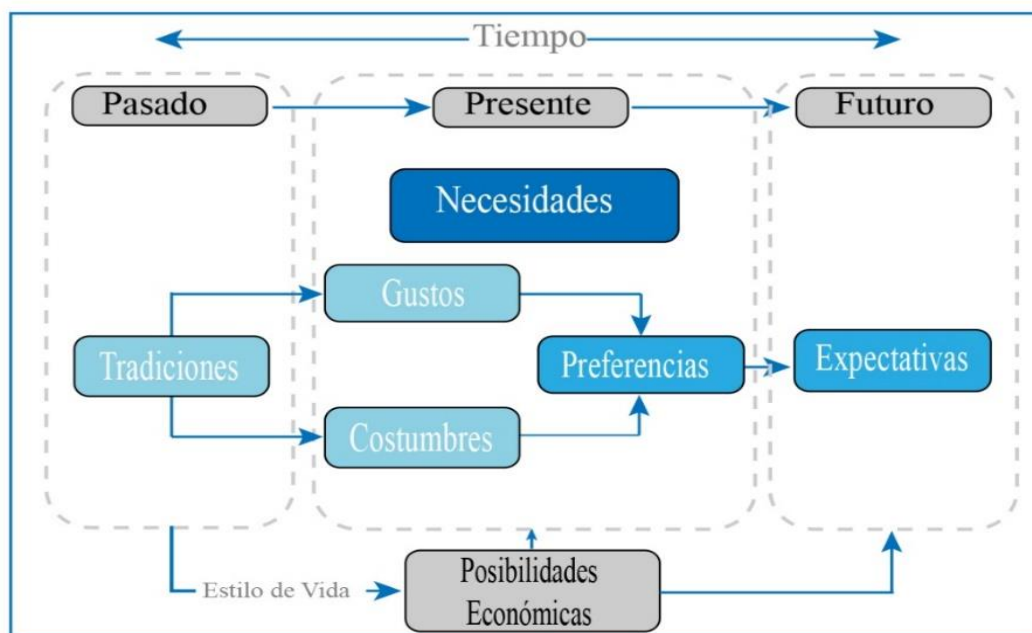 Tiempo
Pasado
Presente
Futuro
Necesidades
Gustos
Tradiciones
Preferencias
Expectativas
Costumbres
Estilo de Vida
Posibilidades
Económicas